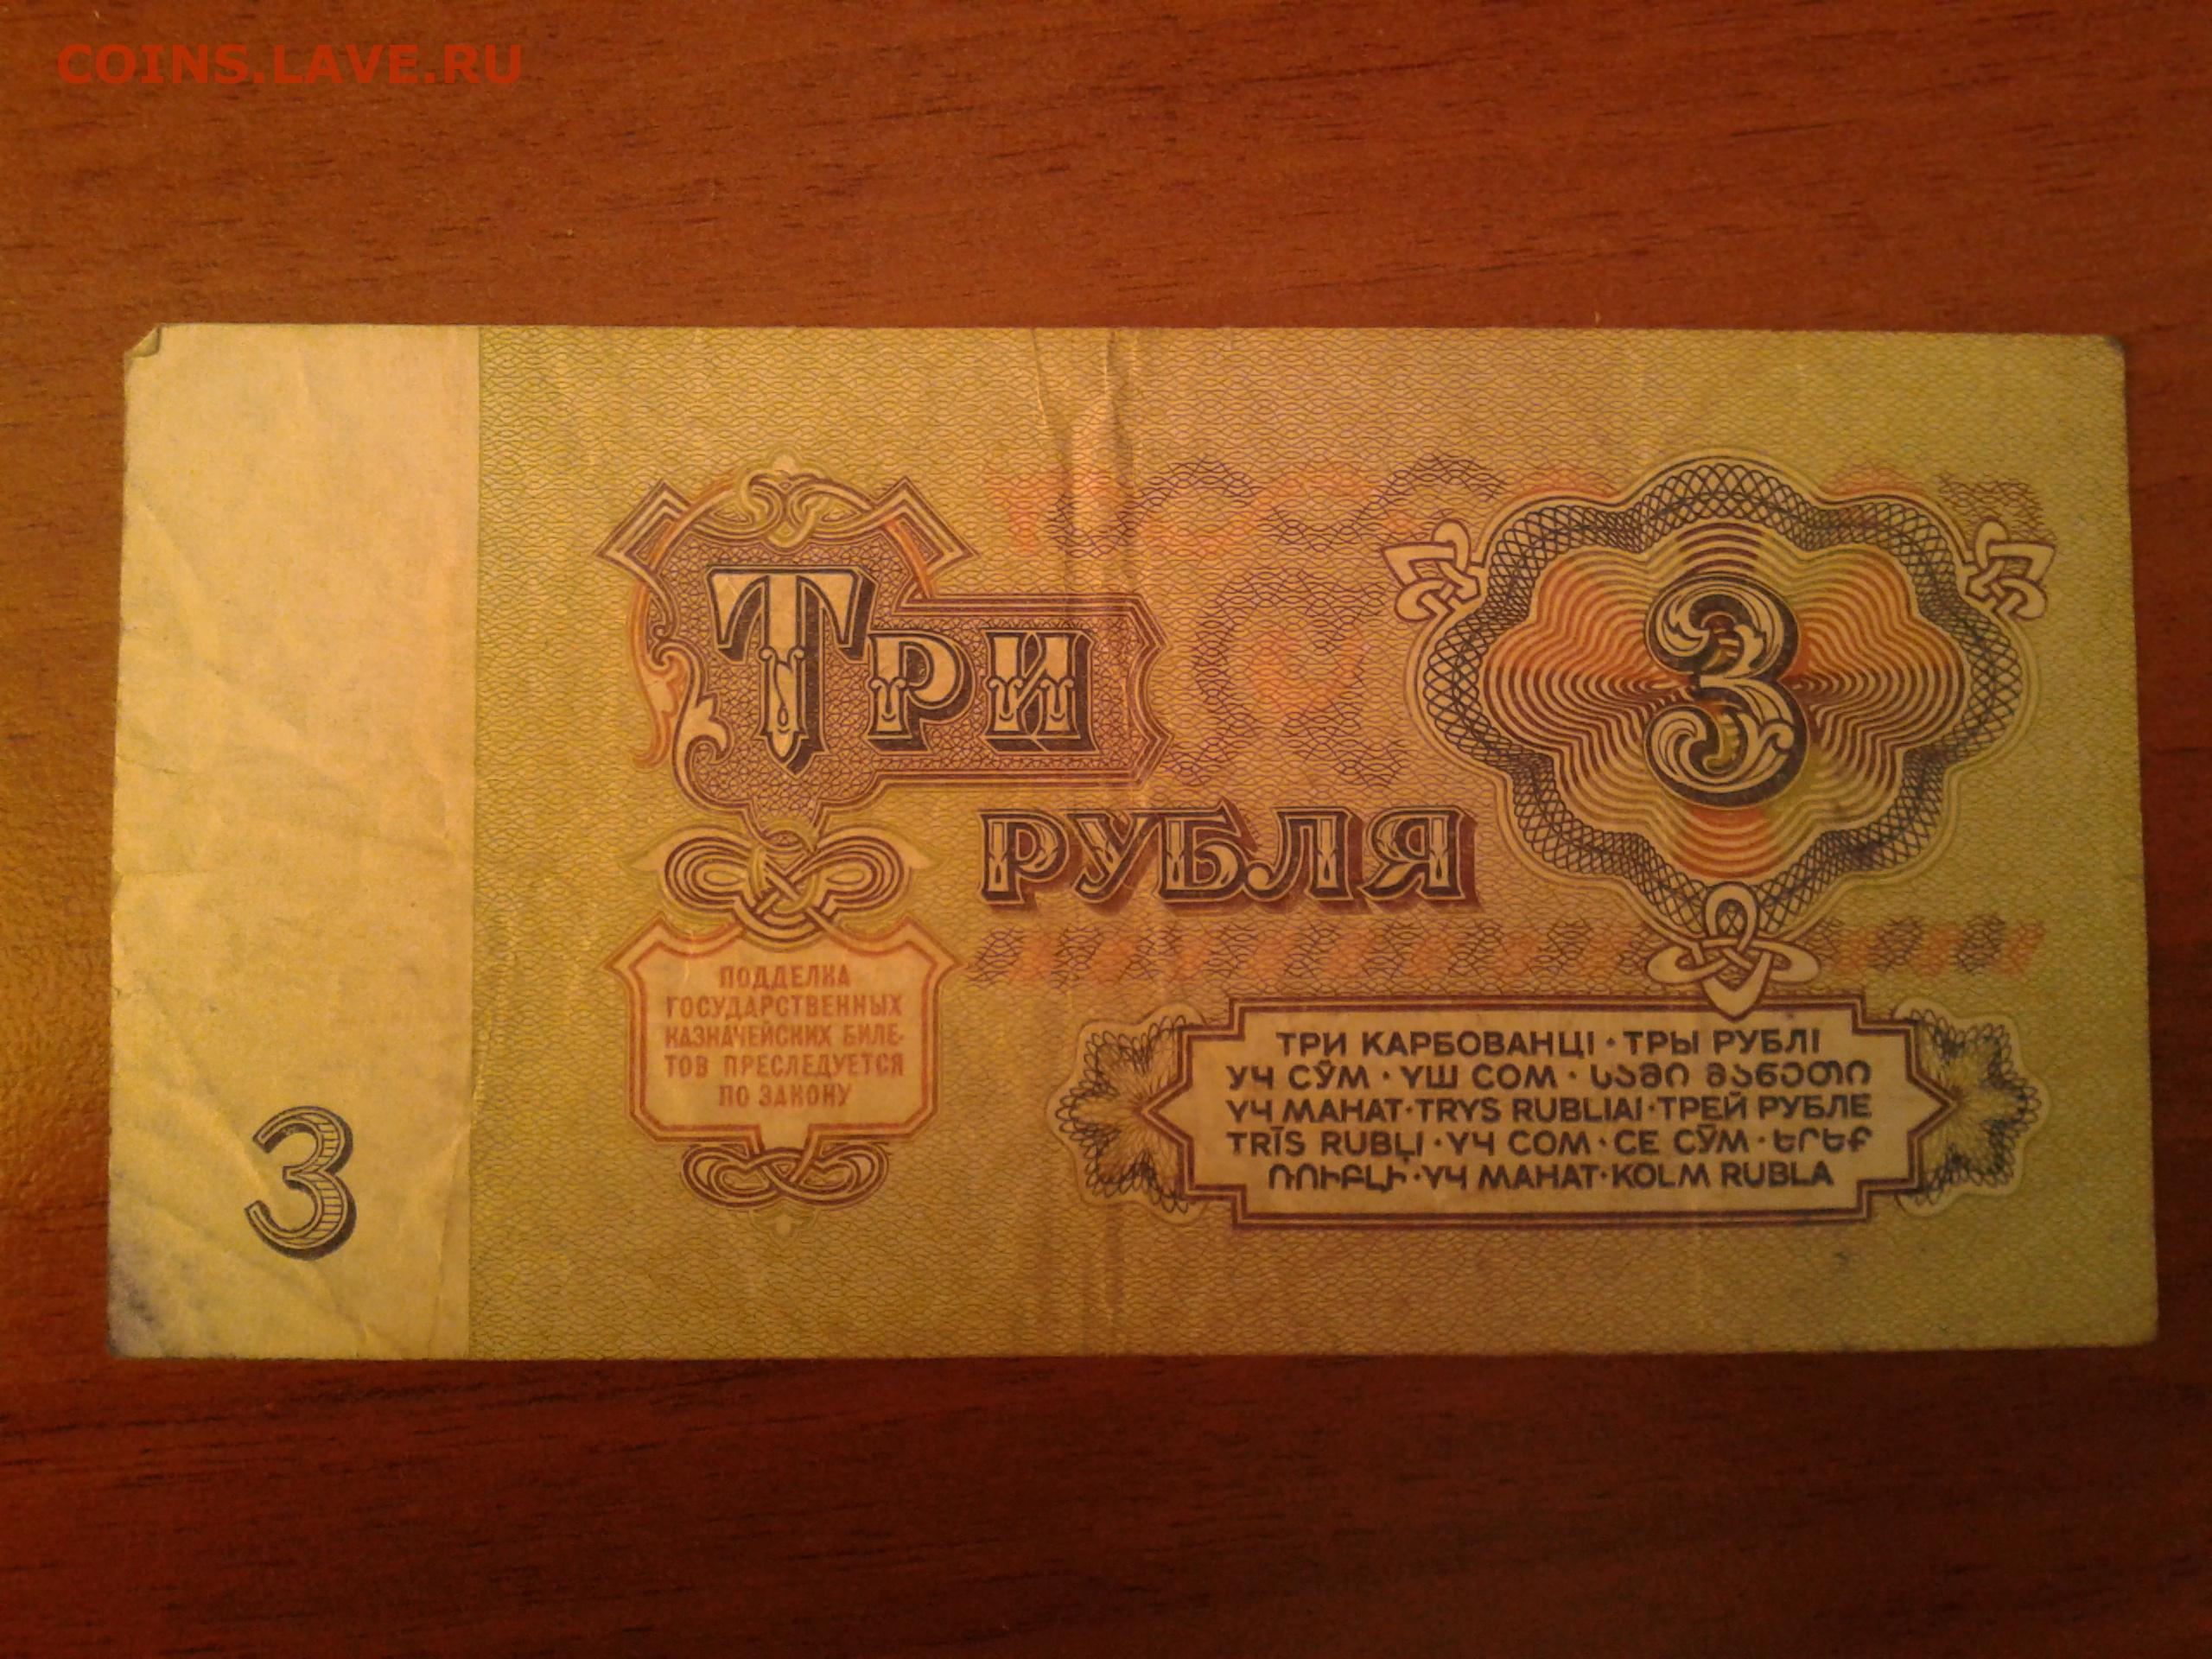 COINS.LAVE.RU
ТРИ
РУБЛЯ
3
ПОДДЕЛКА
ГОСУДАРСТВЕННЫХ
КАЗНАЧЕЙСКИХ БИЛЕ-
ТОВ ПРЕСЛЕДУЕТСЯ
ПО ЗАКОНУ
ТРИ КАРБОВАНЦІ · ТРЫ РУБЛІ
УЧ СЎМ · ҮШ СОМ · ᲡᲐᲛᲘ ᲛᲐᲜᲔᲗᲘ
ҮЧ МАНАТ · TRYS RUBLIAI · ТРЕЙ РУБЛЕ
TRĪS RUBĻI · ҮЧ СОМ · СЕ СӮМ · ԵՐԵՔ
ՌՈՒԲԼԻ · ҮЧ МАНАТ · KOLM RUBLA
3